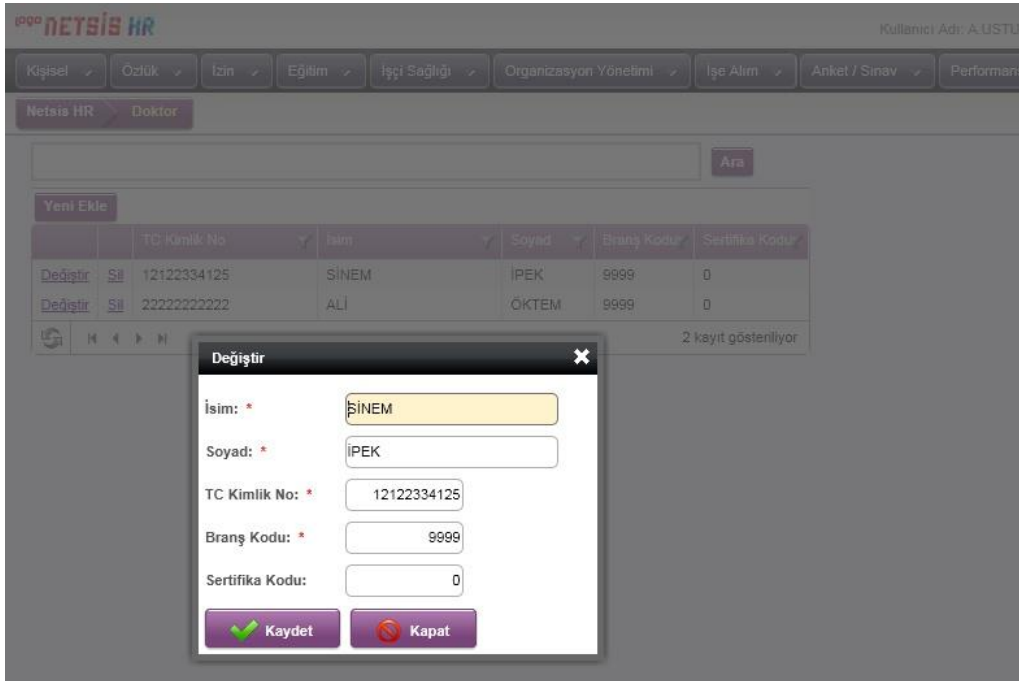 logo NETSİS HR
Kullanıcı Adı: A.USTU
Kişisel Özlük İzin Eğitim İşçi Sağlığı Organizasyon Yönetimi İşe Alım Anket / Sınav Performans
Netsis HR Doktor
Ara
Yeni Ekle
TC Kimlik No İsim Soyad Branş Kodu Sertifika Kodu
Değiştir Sil 12122334125 SİNEM İPEK 9999 0
Değiştir Sil 22222222222 ALİ ÖKTEM 9999 0
2 kayıt gösteriliyor
Değiştir
İsim: * SİNEM
Soyad: * İPEK
TC Kimlik No: * 12122334125
Branş Kodu: * 9999
Sertifika Kodu: 0
Kaydet Kapat